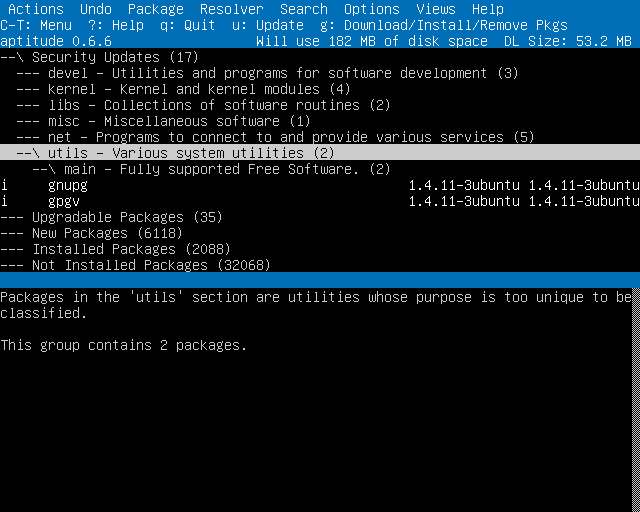 Actions  Undo  Package  Resolver  Search  Options  Views  Help
C-T: Menu  ?: Help  q: Quit  u: Update  g: Download/Install/Remove Pkgs
aptitude 0.6.6                  Will use 182 MB of disk space  DL Size: 53.2 MB
--\ Security Updates (17)
  --- devel - Utilities and programs for software development (3)
  --- kernel - Kernel and kernel modules (4)
  --- libs - Collections of software routines (2)
  --- misc - Miscellaneous software (1)
  --- net - Programs to connect to and provide various services (5)
  --\ utils - Various system utilities (2)
    --\ main - Fully supported Free Software. (2)
i     gnupg                                        1.4.11-3ubuntu 1.4.11-3ubuntu
i     gpgv                                         1.4.11-3ubuntu 1.4.11-3ubuntu
--- Upgradable Packages (35)
--- New Packages (6118)
--- Installed Packages (2088)
--- Not Installed Packages (32068)
Packages in the 'utils' section are utilities whose purpose is too unique to be
classified.
This group contains 2 packages.